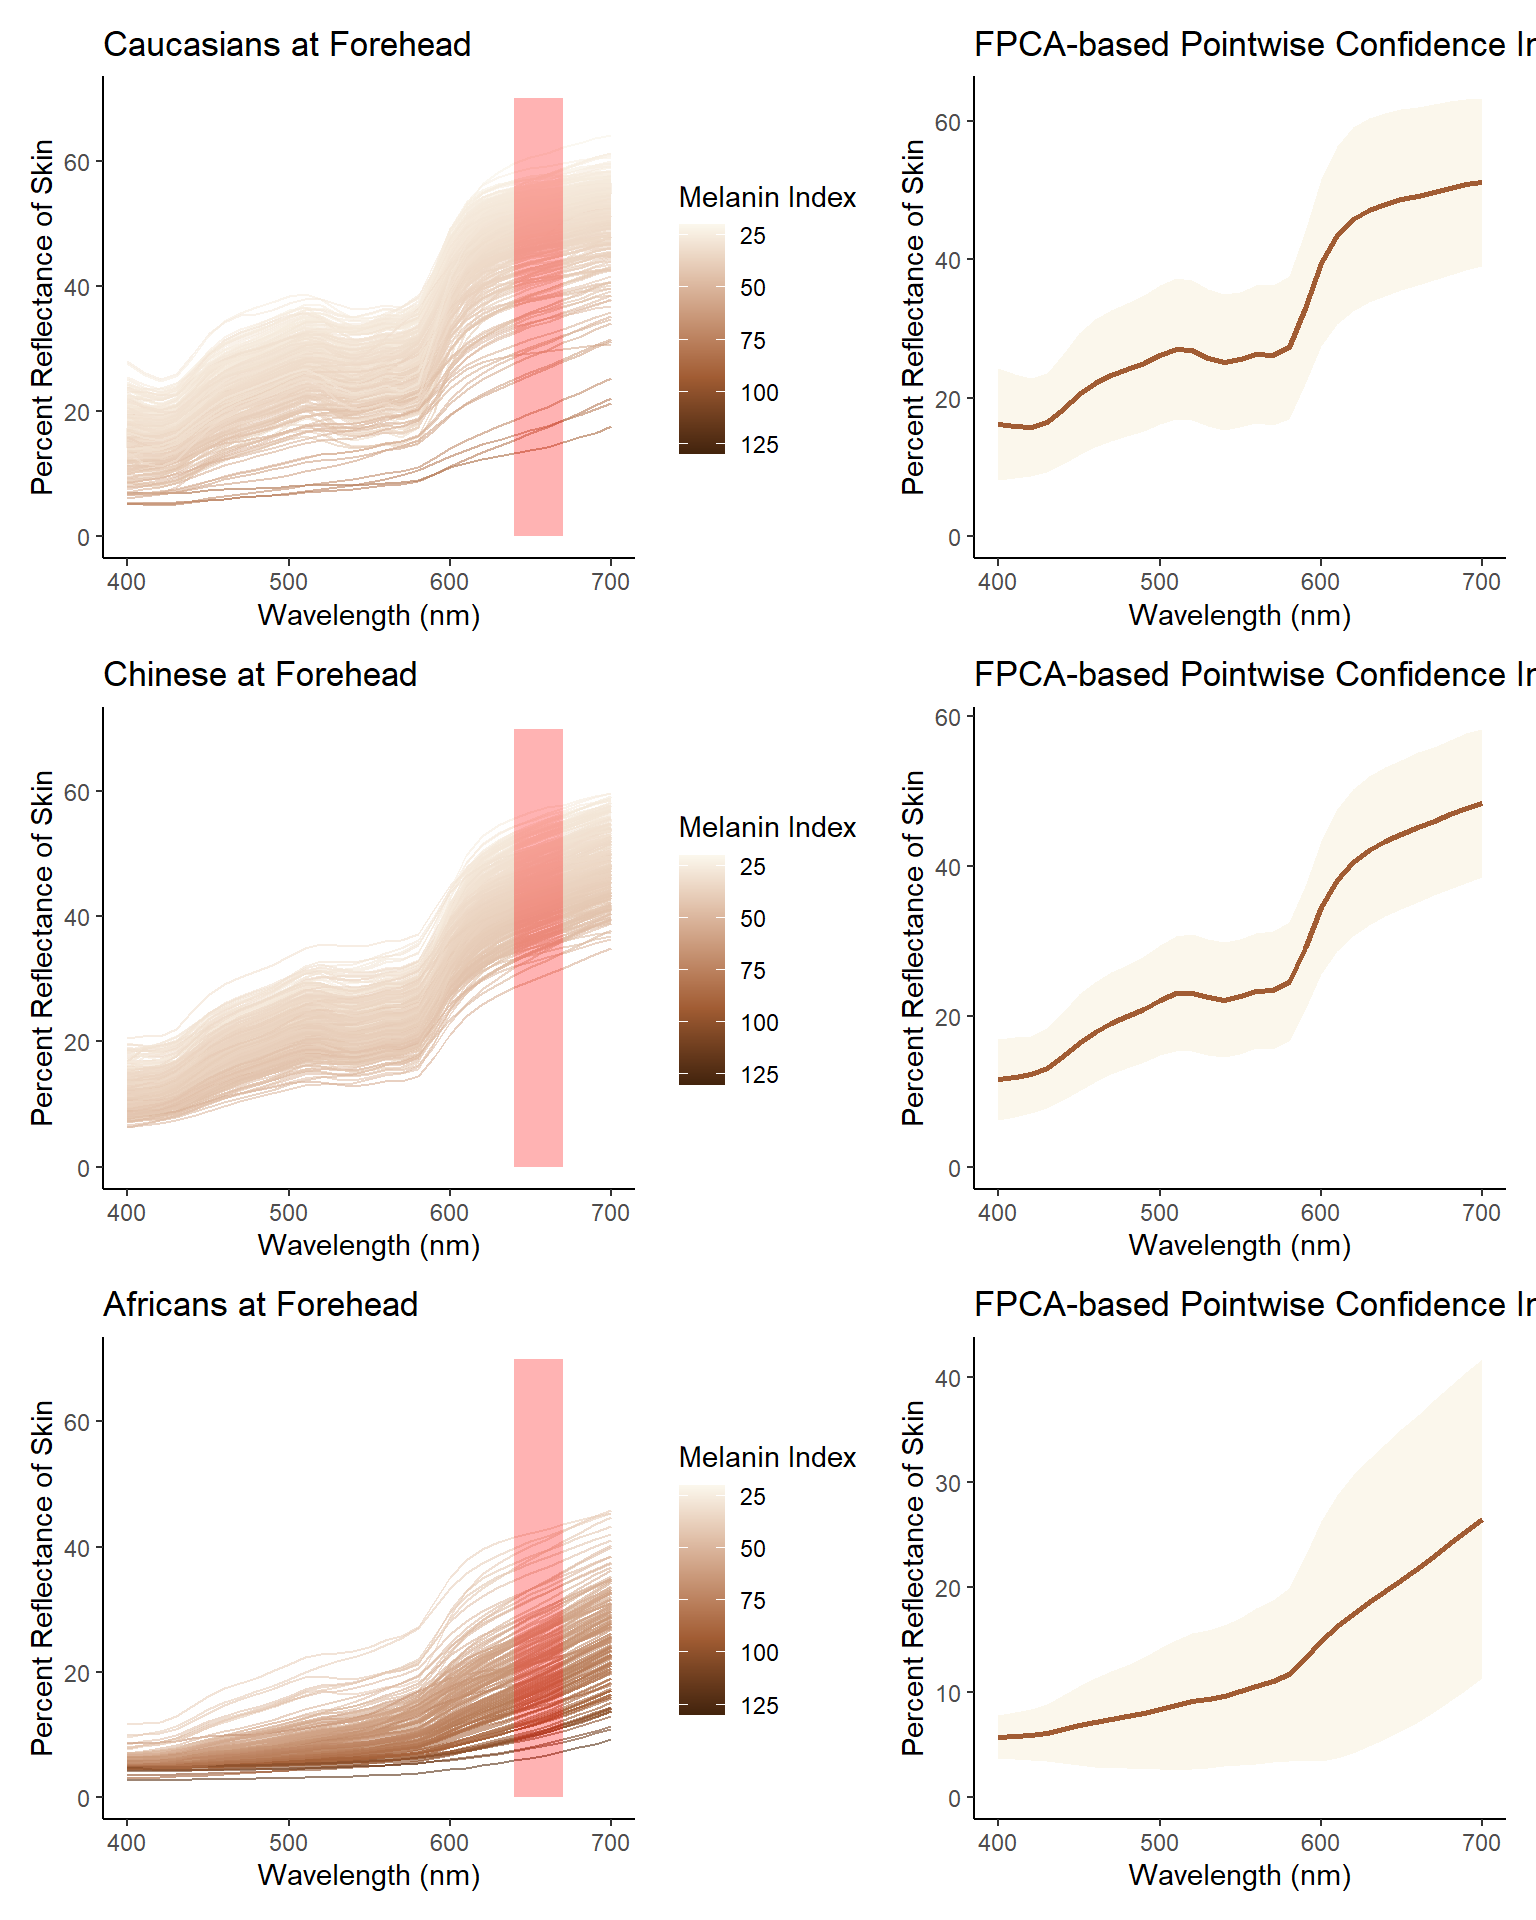 Caucasians at Forehead
Percent Reflectance of Skin
60
40
20
0
400 500 600 700
Wavelength (nm)
Melanin Index
25
50
75
100
125
FPCA-based Pointwise Confidence In
Percent Reflectance of Skin
60
40
20
0
400 500 600 700
Wavelength (nm)
Chinese at Forehead
Percent Reflectance of Skin
60
40
20
0
400 500 600 700
Wavelength (nm)
Melanin Index
25
50
75
100
125
FPCA-based Pointwise Confidence In
Percent Reflectance of Skin
60
40
20
0
400 500 600 700
Wavelength (nm)
Africans at Forehead
Percent Reflectance of Skin
60
40
20
0
400 500 600 700
Wavelength (nm)
Melanin Index
25
50
75
100
125
FPCA-based Pointwise Confidence In
Percent Reflectance of Skin
40
30
20
10
0
400 500 600 700
Wavelength (nm)